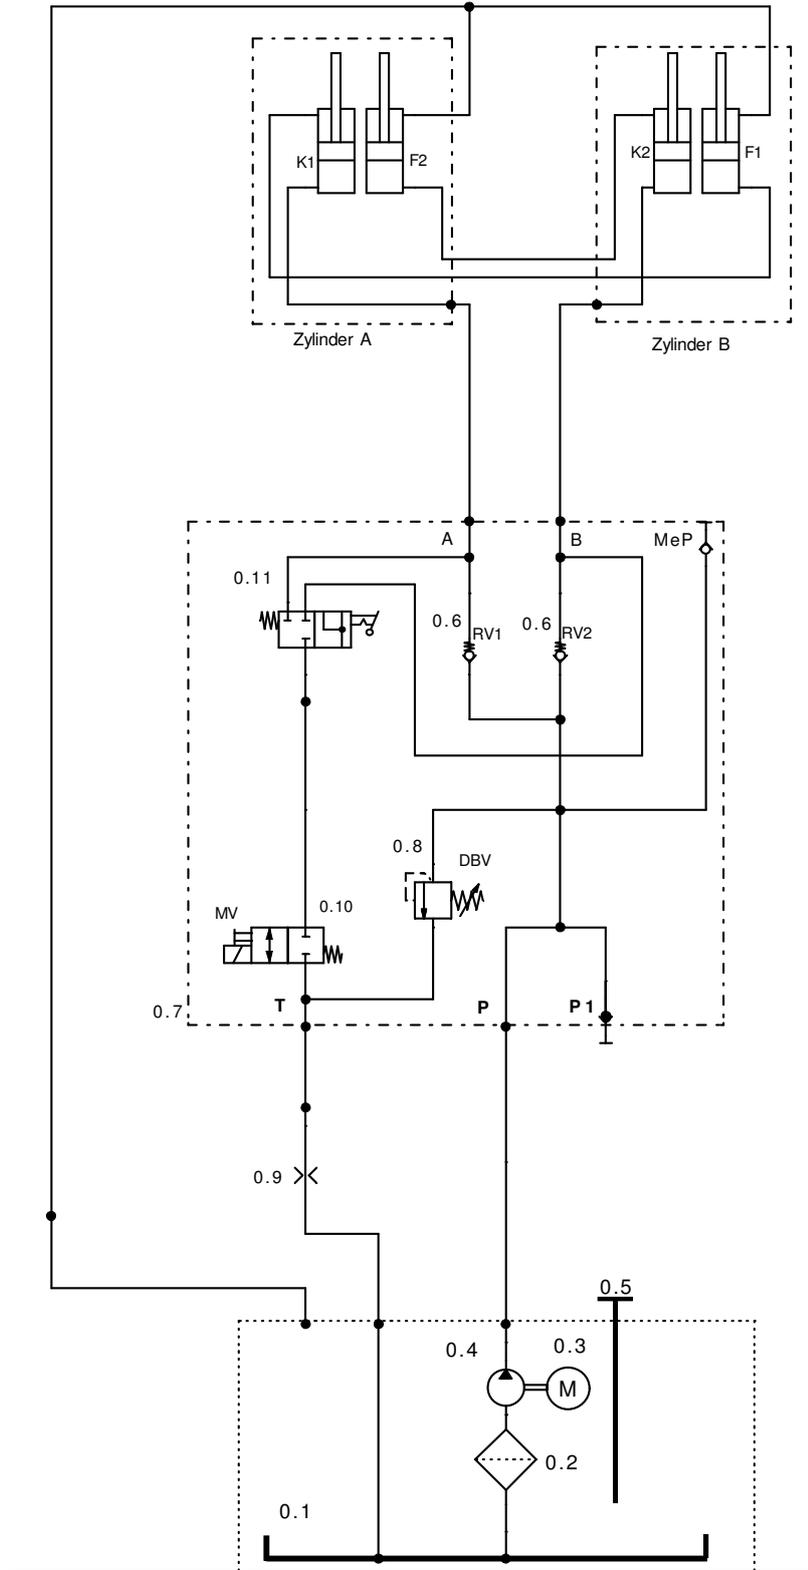 K1
F2
K2
F1
Zylinder A
Zylinder B
A
B
MeP
0.11
0.6
RV1
0.6
RV2
0.8
DBV
MV
0.10
T
P
P1
0.7
0.9
0.5
0.4
0.3
M
0.2
0.1